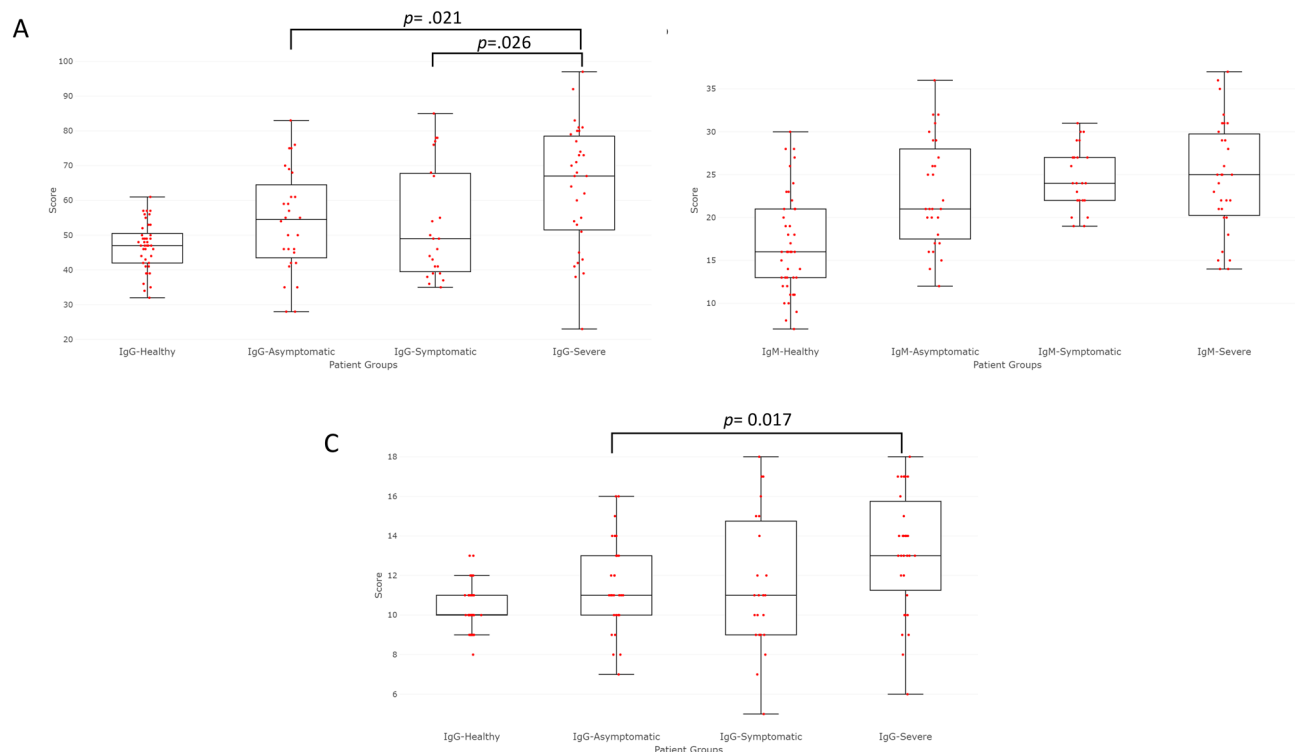 A
p= .021
p=.026
100
90
80
70
60
50
40
30
20
Score
IgG-Healthy
IgG-Asymptomatic
IgG-Symptomatic
IgG-Severe
Patient Groups
35
30
25
20
15
10
Score
IgM-Healthy
IgM-Asymptomatic
IgM-Symptomatic
IgM-Severe
Patient Groups
C
p= 0.017
18
16
14
12
10
8
6
Score
IgG-Healthy
IgG-Asymptomatic
IgG-Symptomatic
IgG-Severe
Patient Groups